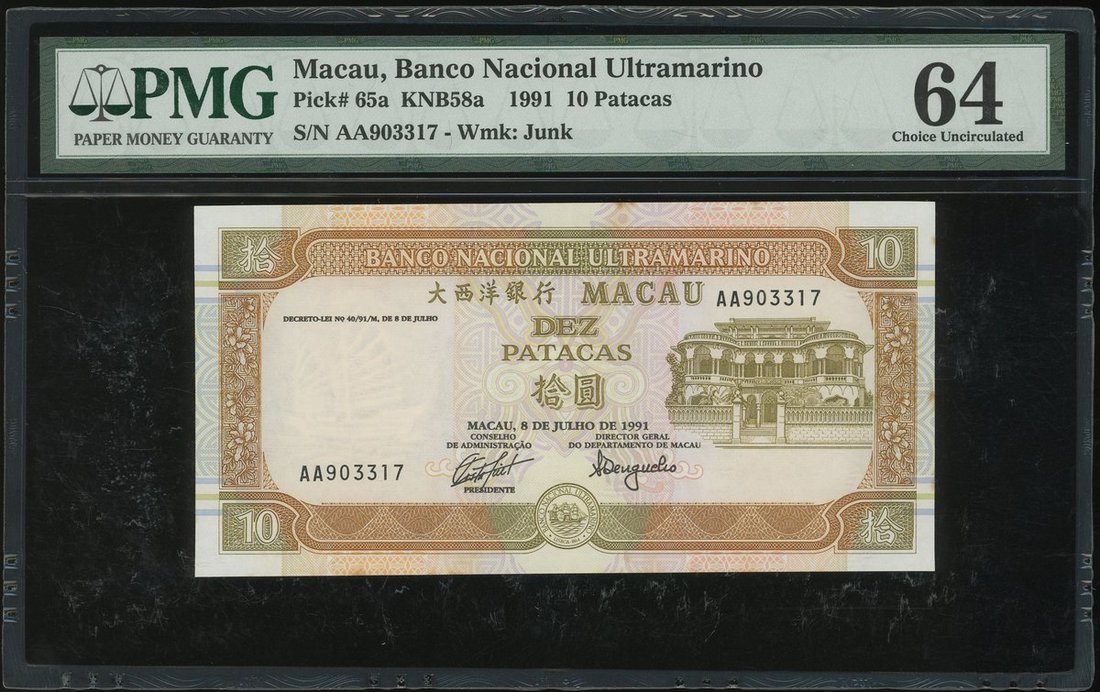 PMG
PAPER MONEY GUARANTY
Macau, Banco Nacional Ultramarino
Pick# 65a KNB58a 1991 10 Patacas
S/N AA903317 - Wmk: Junk
64
Choice Uncirculated
拾
BANCO NACIONAL ULTRAMARINO
10
大西洋銀行 MACAU AA903317
DECRETO-LEI Nº 40/91/M, DE 8 DE JULHO
DEZ
PATACAS
拾圓
MACAU, 8 DE JULHO DE 1991
CONSELHO
DE ADMINISTRAÇÃO
DIRECTOR GERAL
DO DEPARTAMENTO DE MACAU
AA903317
PRESIDENTE
BANCO NACIONAL ULTRAMARINO
10
拾